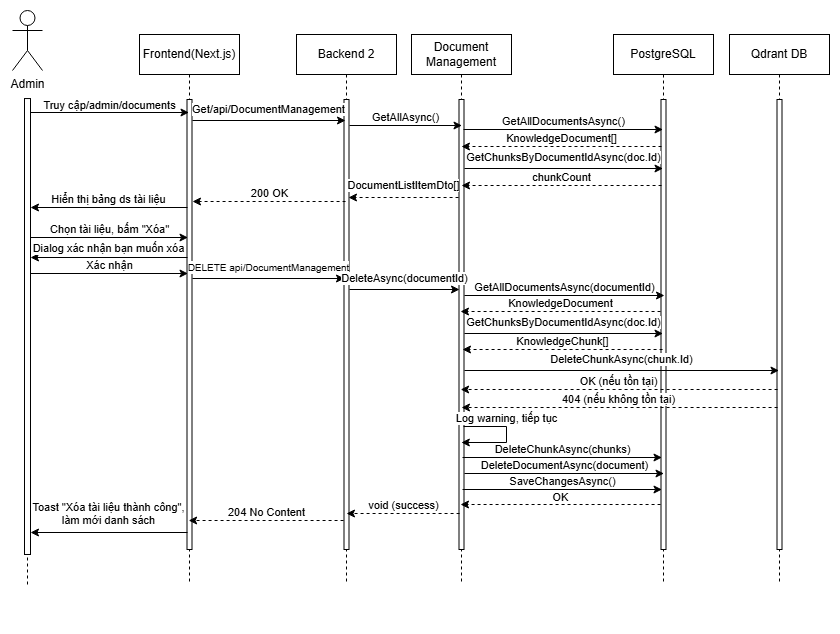 Admin
Frontend(Next.js)
Backend 2
Document
Management
PostgreSQL
Qdrant DB
Truy cập/admin/documents
Get/api/DocumentManagement
GetAllAsync()
GetAllDocumentsAsync()
KnowledgeDocument[]
GetChunksByDocumentIdAsync(doc.Id)
chunkCount
DocumentListItemDto[]
200 OK
Hiển thị bảng ds tài liệu
Chọn tài liệu, bấm "Xóa"
Dialog xác nhận bạn muốn xóa
Xác nhận
DELETE api/DocumentManagement
DeleteAsync(documentId)
GetAllDocumentsAsync(documentId)
KnowledgeDocument
GetChunksByDocumentIdAsync(doc.Id)
KnowledgeChunk[]
DeleteChunkAsync(chunk.Id)
OK (nếu tồn tại)
404 (nếu không tồn tại)
Log warning, tiếp tục
DeleteChunkAsync(chunks)
DeleteDocumentAsync(document)
SaveChangesAsync()
OK
void (success)
204 No Content
Toast "Xóa tài liệu thành công",
làm mới danh sách